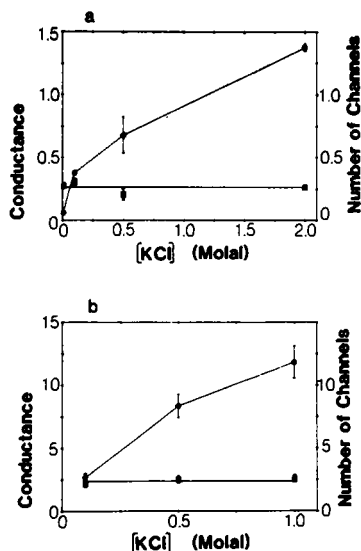 a
1.5
1.0
0.5
0
Conductance
1.0
0.5
0
Number of Channels
0 0.5 1.0 1.5 2.0
[KCl] (Molal)
b
15
10
5
0
Conductance
10
5
0
Number of Channels
0 0.5 1.0
[KCl] (Molal)